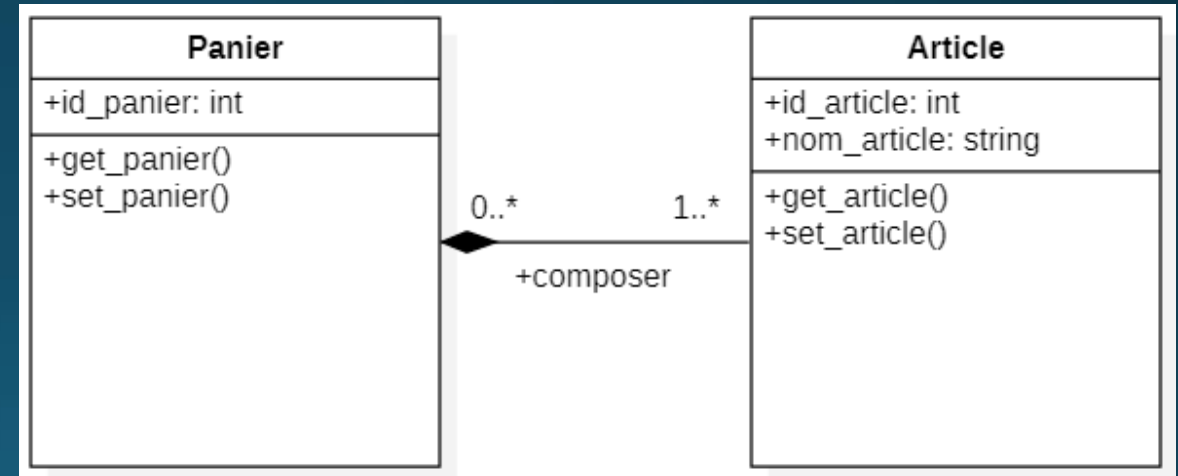 Panier
+id_panier: int
+get_panier()
+set_panier()
0..*
1..*
+composer
Article
+id_article: int
+nom_article: string
+get_article()
+set_article()